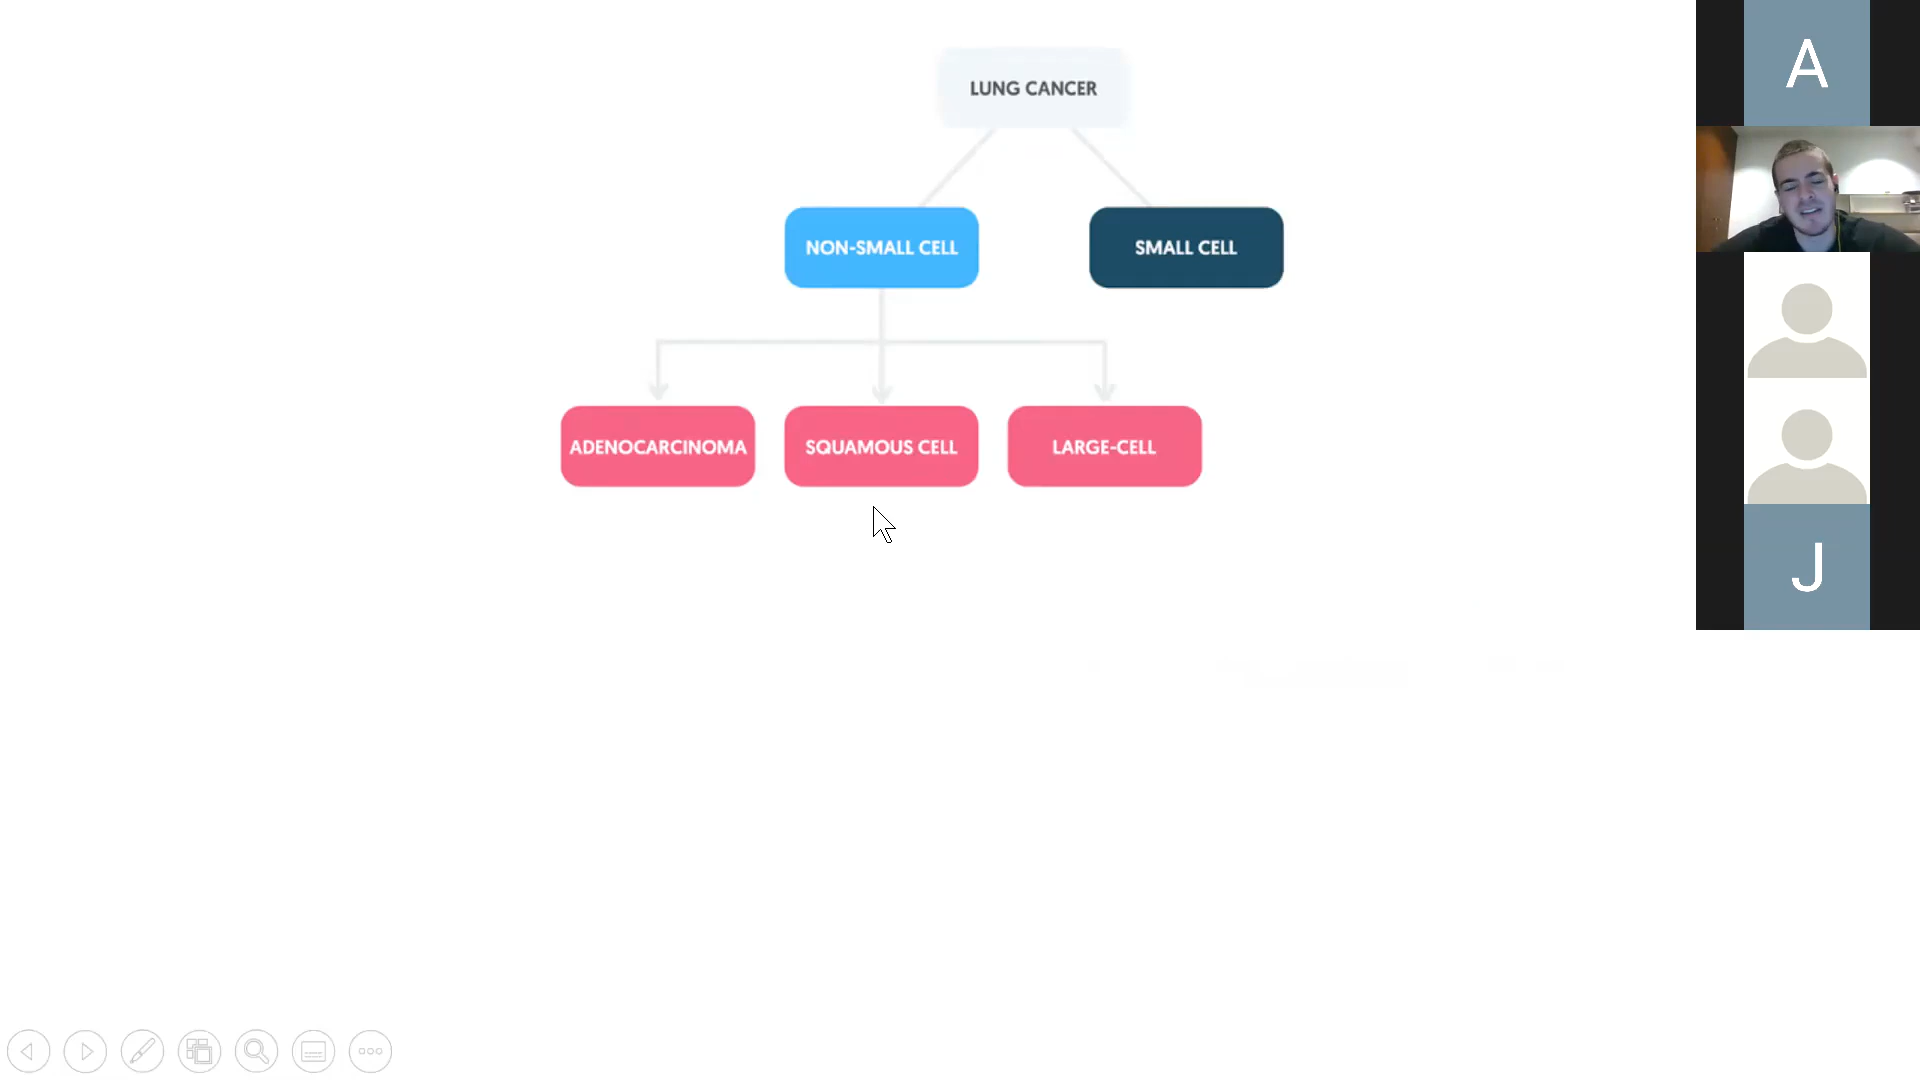 LUNG CANCER
NON-SMALL CELL
SMALL CELL
ADENOCARCINOMA
SQUAMOUS CELL
LARGE-CELL
A
J